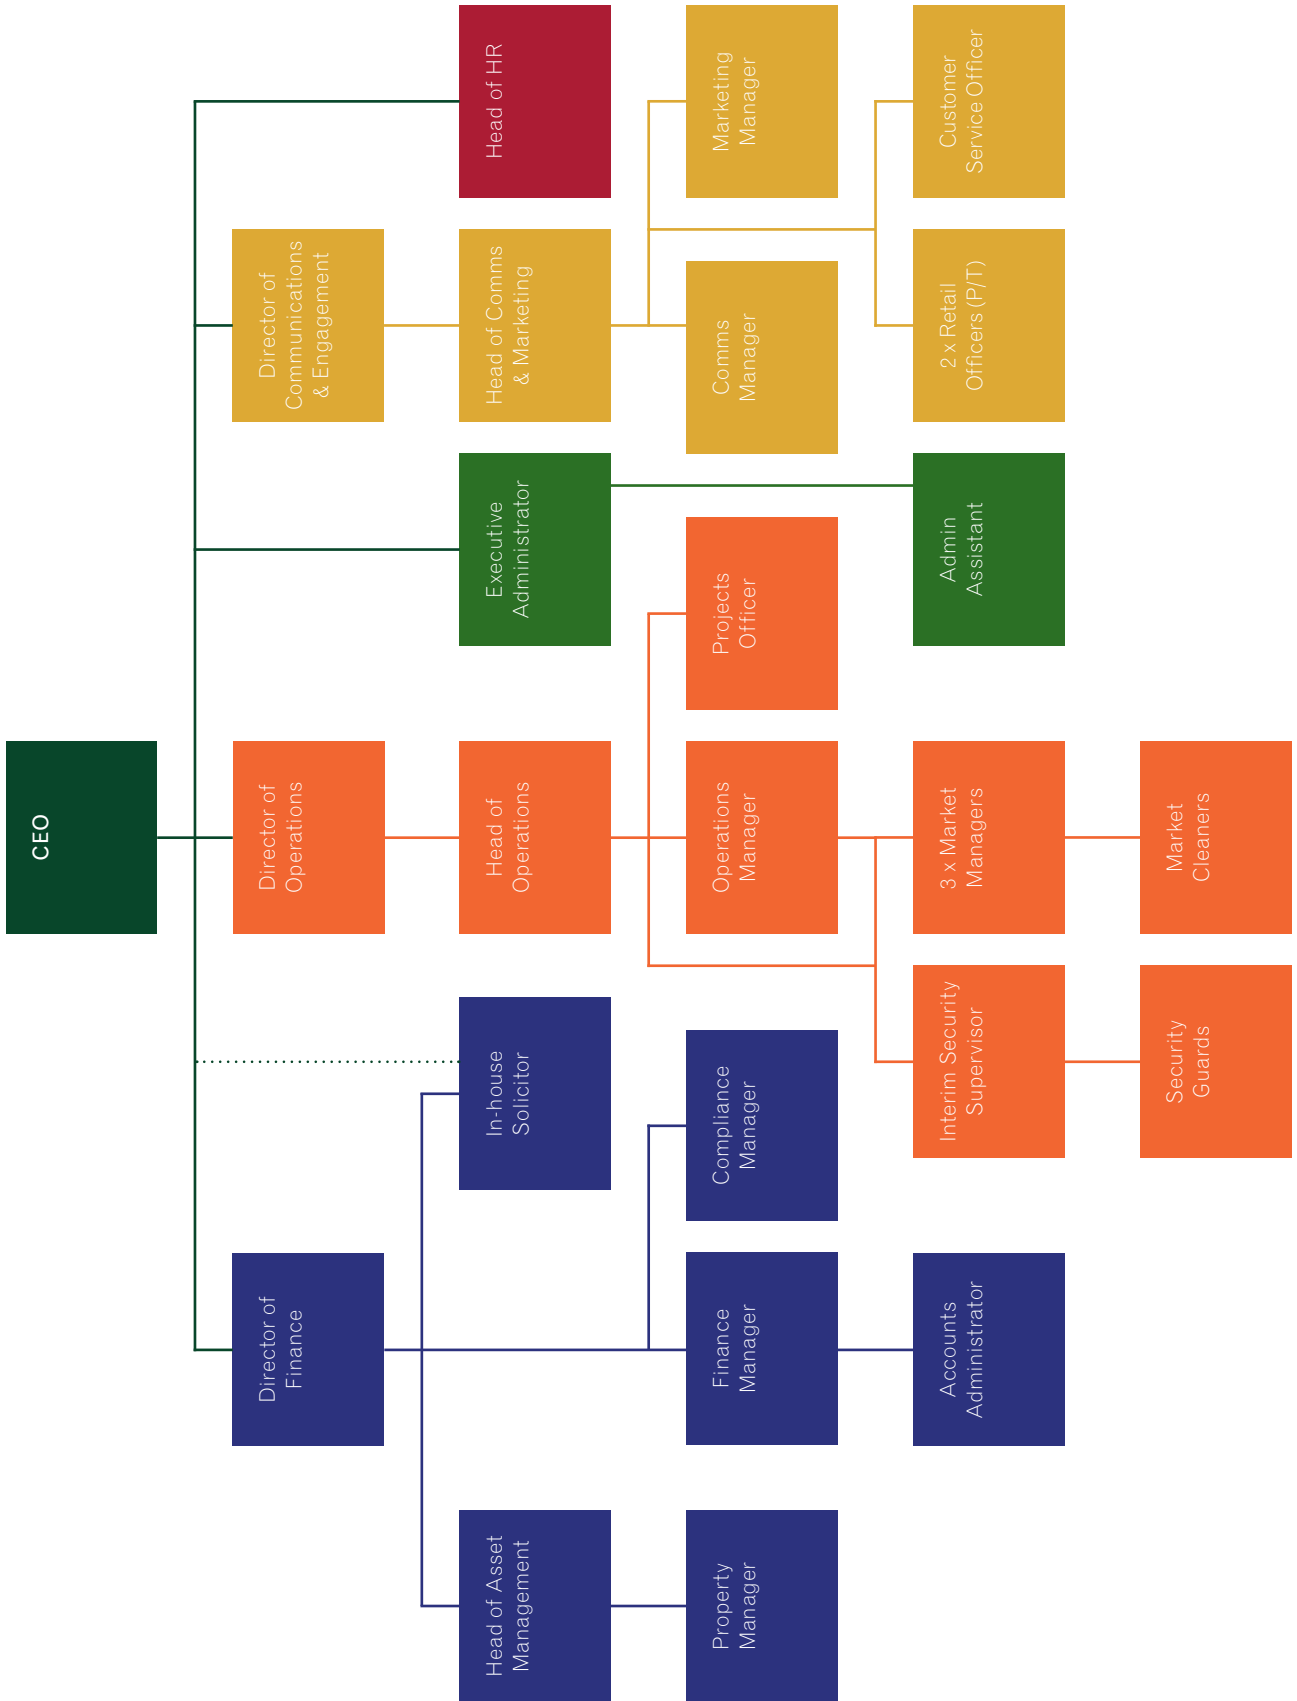 CEO
Director of
Finance
Director of
Operations
Director of
Communications
& Engagement
Head of Asset
Management
In-house
Solicitor
Head of
Operations
Executive
Administrator
Head of Comms
& Marketing
Head of HR
Property
Manager
Finance
Manager
Compliance
Manager
Operations
Manager
Projects
Officer
Comms
Manager
Marketing
Manager
Accounts
Administrator
Interim Security
Supervisor
3 x Market
Managers
Admin
Assistant
2 x Retail
Officers (P/T)
Customer
Service Officer
Security
Guards
Market
Cleaners